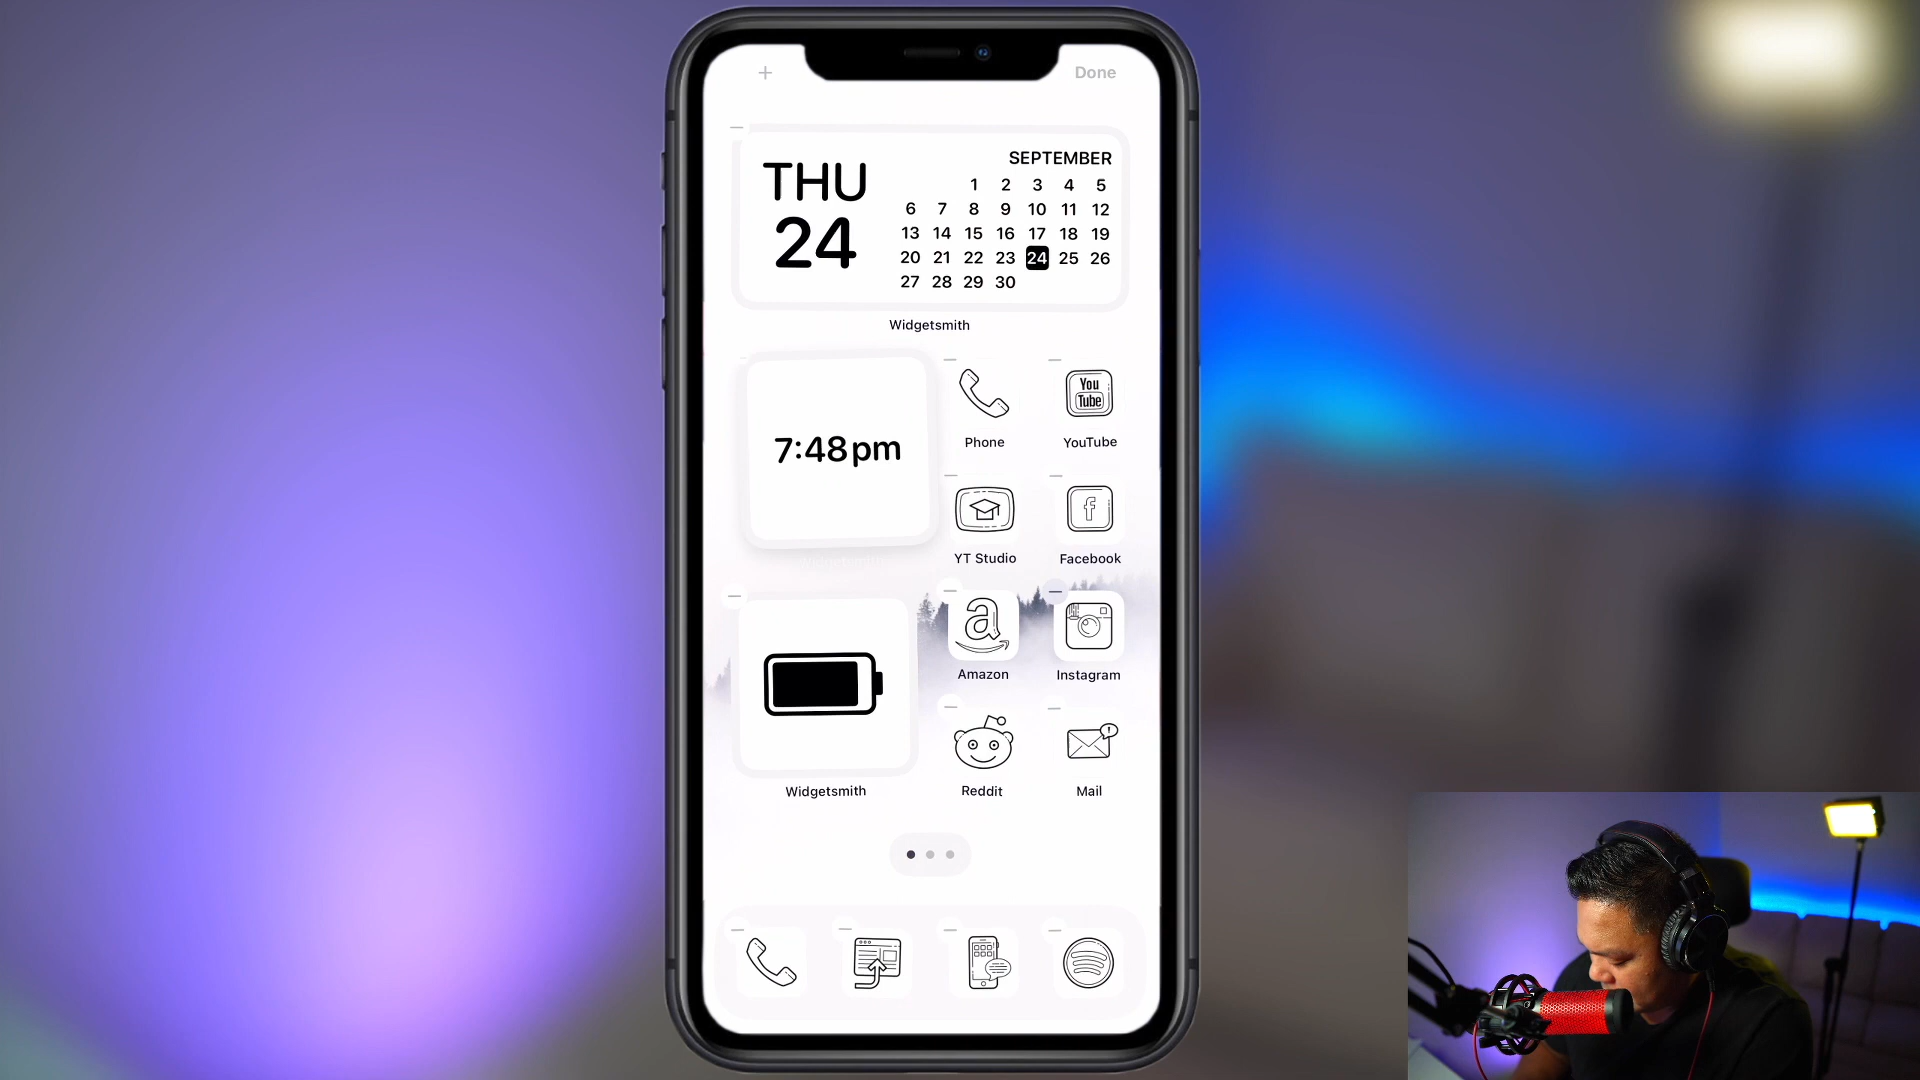 +
Done
THU
24
SEPTEMBER
1 2 3 4 5
6 7 8 9 10 11 12
13 14 15 16 17 18 19
20 21 22 23 24 25 26
27 28 29 30
Widgetsmith
7:48pm
You
Tube
Phone
YouTube
f
YT Studio
Facebook
a
Amazon
Instagram
Widgetsmith
Reddit
Mail